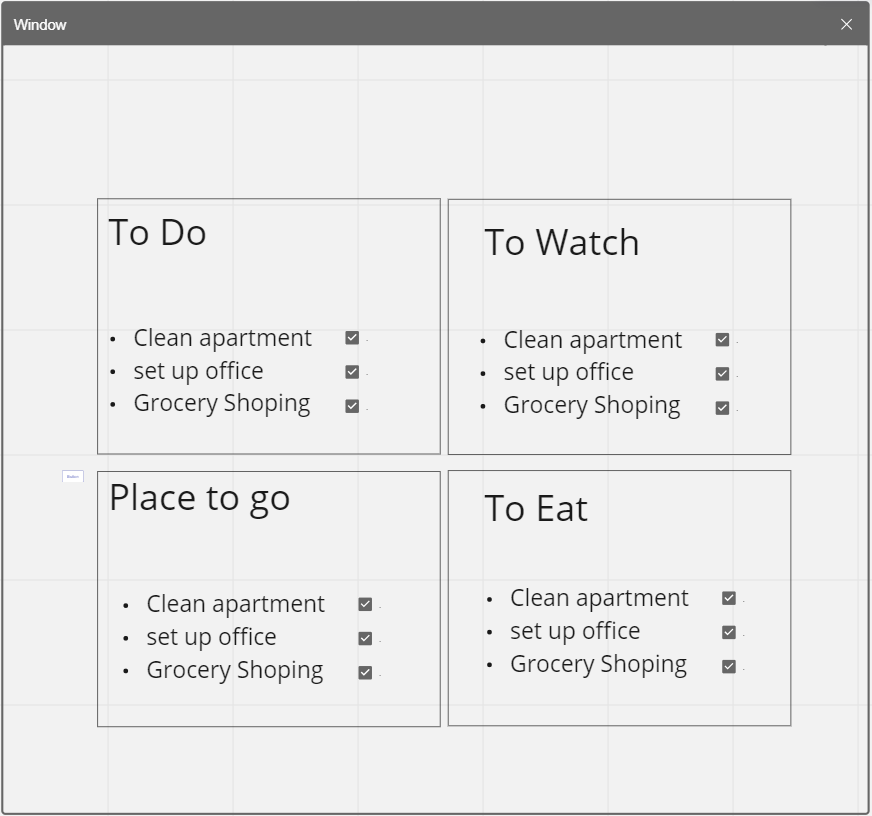 Window
To Do
• Clean apartment
• set up office
• Grocery Shoping
To Watch
• Clean apartment
• set up office
• Grocery Shoping
Place to go
• Clean apartment
• set up office
• Grocery Shoping
To Eat
• Clean apartment
• set up office
• Grocery Shoping